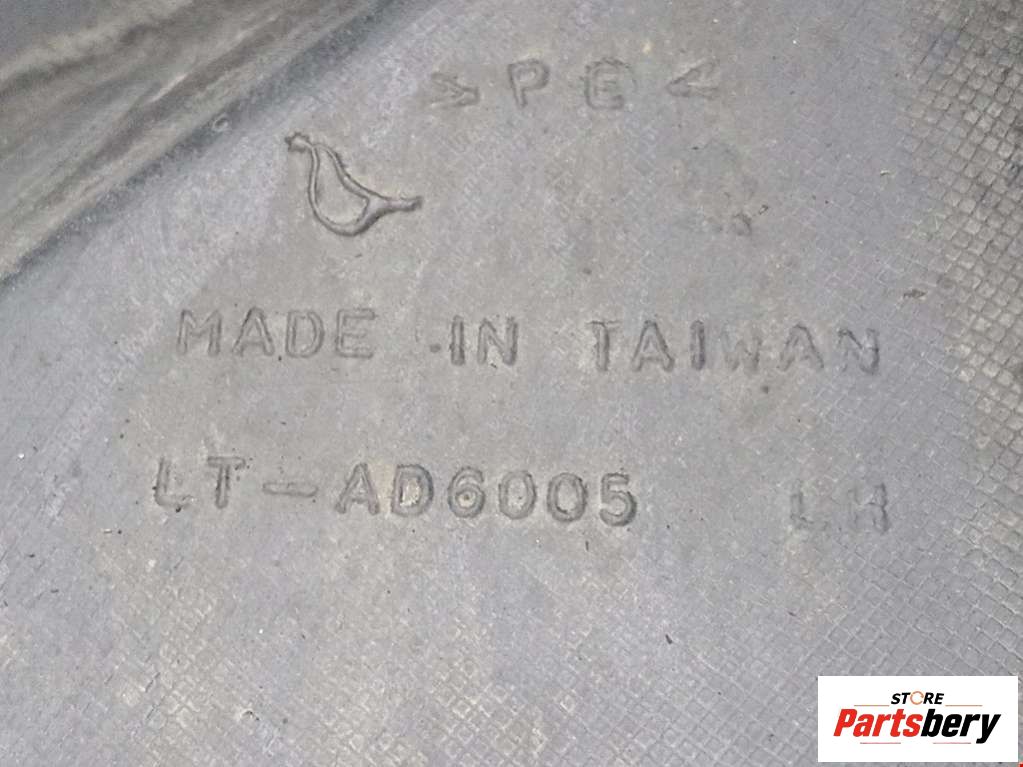 >PE<
MADE IN TAIWAN
LT-AD6005 LH
STORE
Partsbery